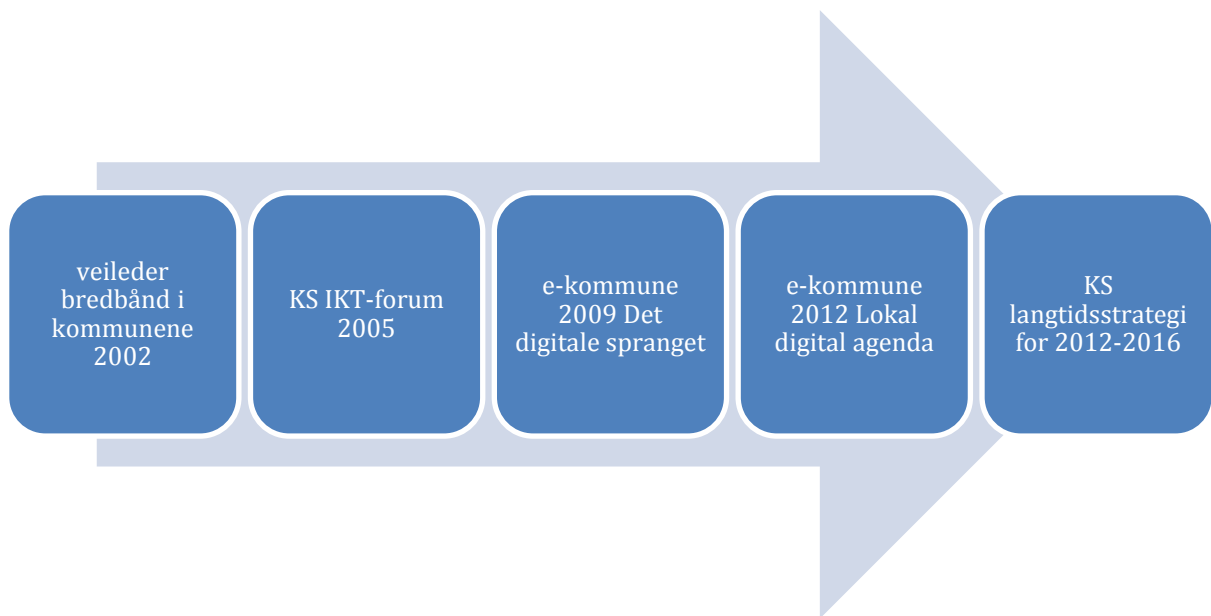 veileder
bredbånd i
kommunene
2002
KS IKT-forum
2005
e-kommune
2009 Det
digitale spranget
e-kommune
2012 Lokal
digital agenda
KS
langtidsstrategi
for 2012-2016